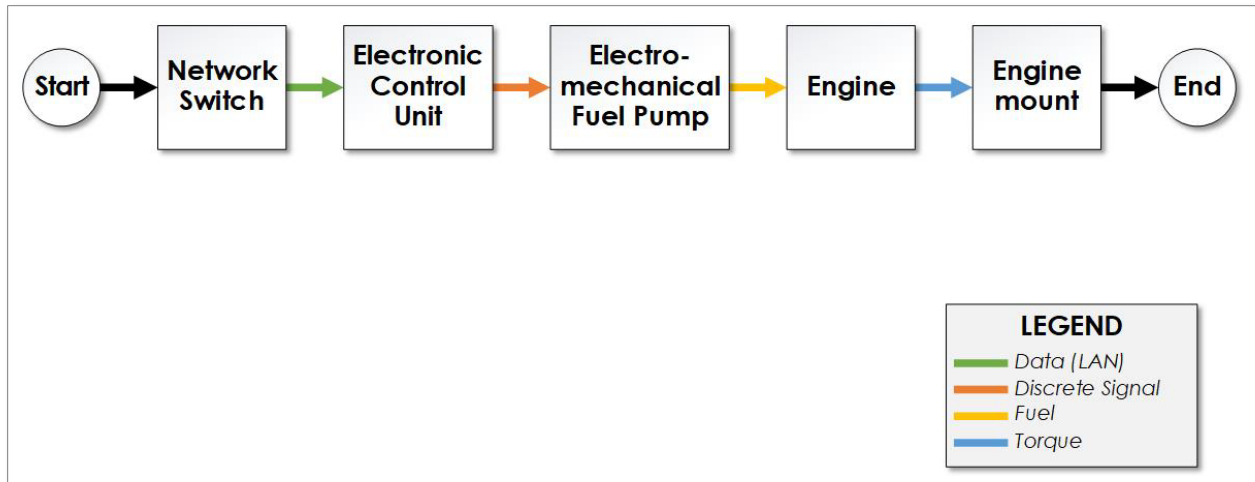 Start
Network
Switch
Electronic
Control
Unit
Electro-
mechanical
Fuel Pump
Engine
Engine
mount
End
LEGEND
Data (LAN)
Discrete Signal
Fuel
Torque